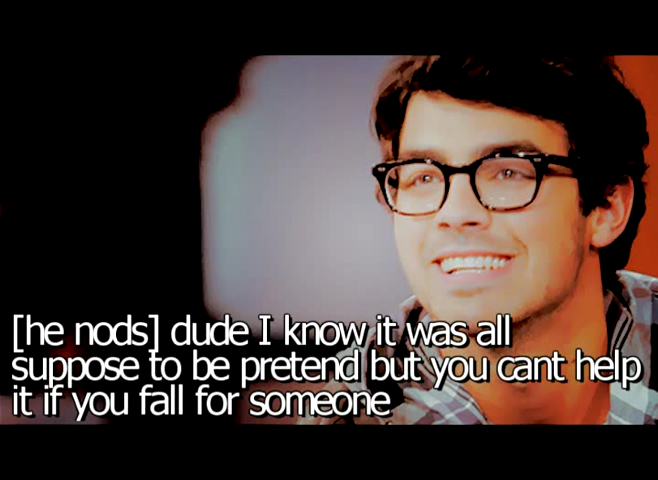 [he nods] dude I know it was all
suppose to be pretend but you cant help
it if you fall for someone